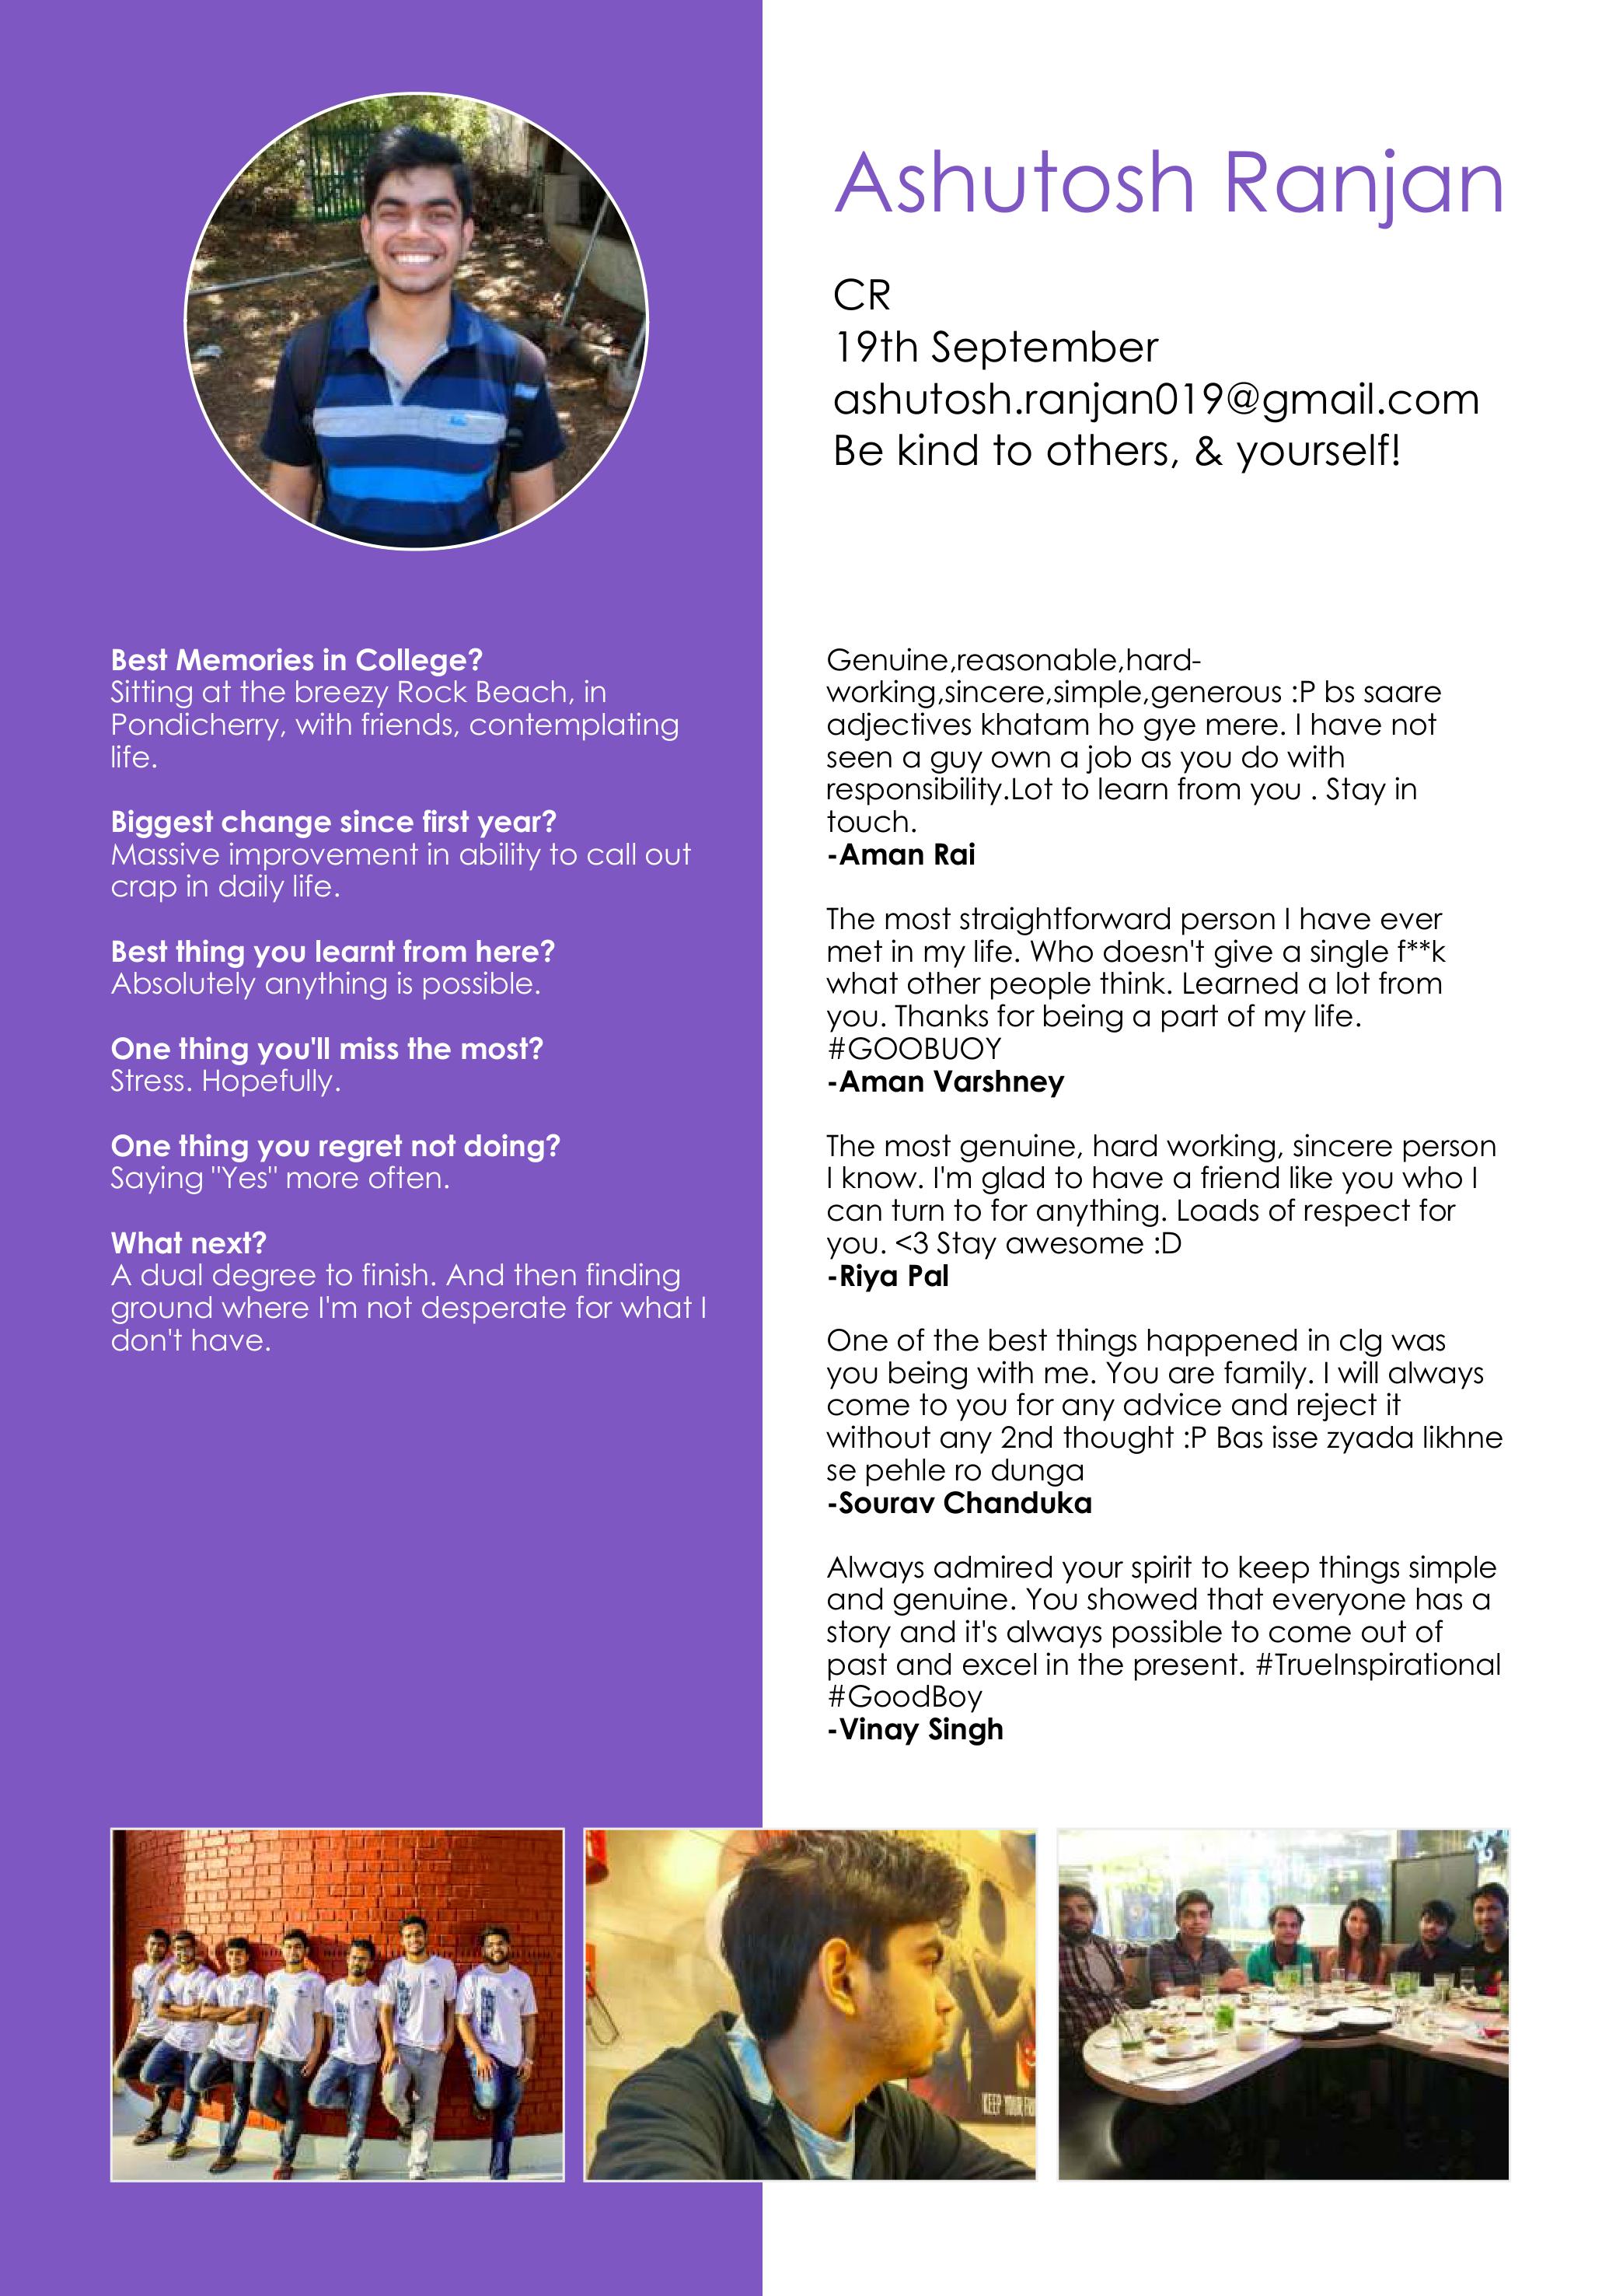 Ashutosh Ranjan
CR
19th September
ashutosh.ranjan019@gmail.com
Be kind to others, & yourself!
Best Memories in College?
Sitting at the breezy Rock Beach, in
Pondicherry, with friends, contemplating
life.
Biggest change since first year?
Massive improvement in ability to call out
crap in daily life.
Best thing you learnt from here?
Absolutely anything is possible.
One thing you'll miss the most?
Stress. Hopefully.
One thing you regret not doing?
Saying "Yes" more often.
What next?
A dual degree to finish. And then finding
ground where I'm not desperate for what I
don't have.
Genuine,reasonable,hard-
working,sincere,simple,generous :P bs saare
adjectives khatam ho gye mere. I have not
seen a guy own a job as you do with
responsibility.Lot to learn from you . Stay in
touch.
-Aman Rai
The most straightforward person I have ever
met in my life. Who doesn't give a single f**k
what other people think. Learned a lot from
you. Thanks for being a part of my life.
#GOOBUOY
-Aman Varshney
The most genuine, hard working, sincere person
I know. I'm glad to have a friend like you who I
can turn to for anything. Loads of respect for
you. <3 Stay awesome :D
-Riya Pal
One of the best things happened in clg was
you being with me. You are family. I will always
come to you for any advice and reject it
without any 2nd thought :P Bas isse zyada likhne
se pehle ro dunga
-Sourav Chanduka
Always admired your spirit to keep things simple
and genuine. You showed that everyone has a
story and it's always possible to come out of
past and excel in the present. #TrueInspirational
#GoodBoy
-Vinay Singh
KEEP YOUR